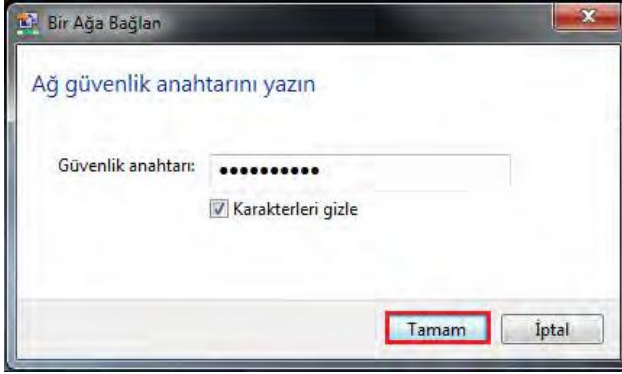 Bir Ağa Bağlan
Ağ güvenlik anahtarını yazın
Güvenlik anahtarı: ••••••••••
Karakterleri gizle
Tamam İptal